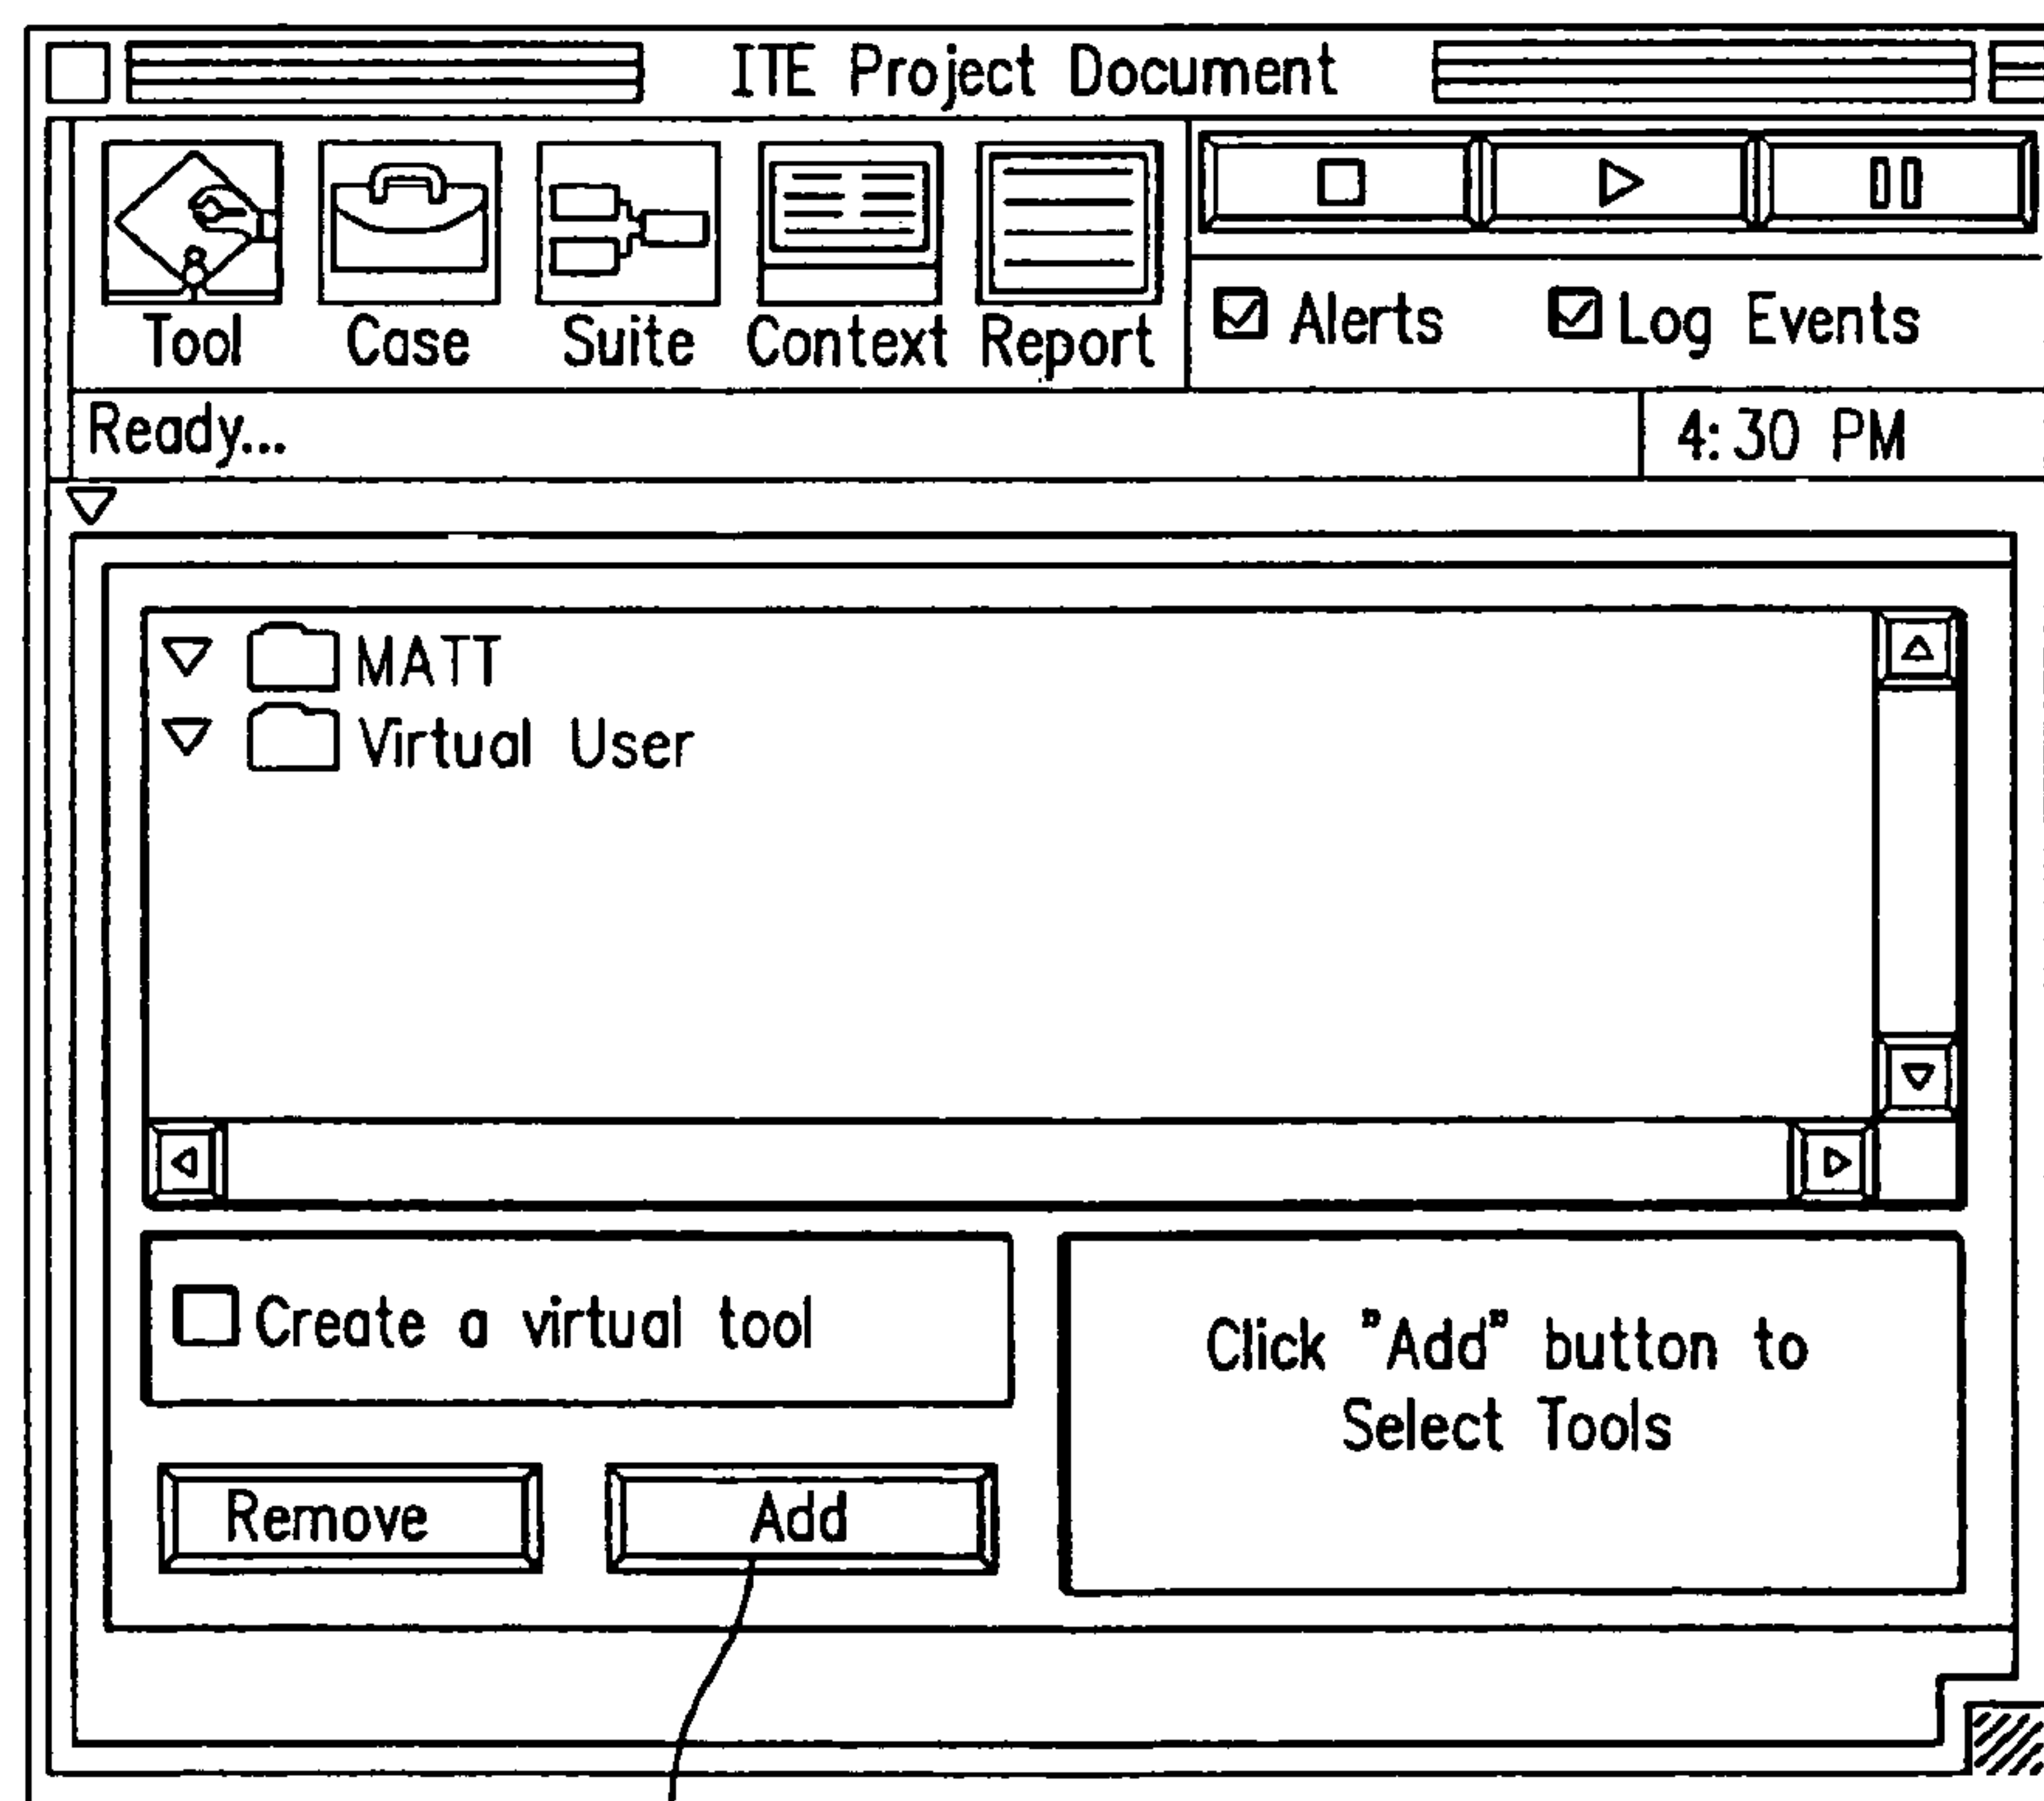 ITE Project Document
Tool Case Suite Context Report
Alerts Log Events
Ready... 4:30 PM
MATT
Virtual User
Create a virtual tool
Click "Add" button to
Select Tools
Remove Add